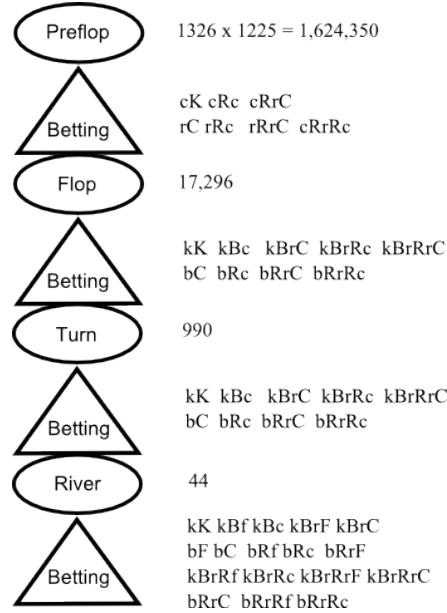 Preflop 1326 x 1225 = 1,624,350
cK cRc cRrC
Betting rC rRc rRrC cRrRc
Flop 17,296
kK kBc kBrC kBrRc kBrRrC
Betting bC bRc bRrC bRrRc
Turn 990
kK kBc kBrC kBrRc kBrRrC
Betting bC bRc bRrC bRrRc
River 44
kK kBf kBc kBrF kBrC
bF bC bRf bRc bRrF
Betting kBrRf kBrRc kBrRrF kBrRrC
bRrC bRrRf bRrRc